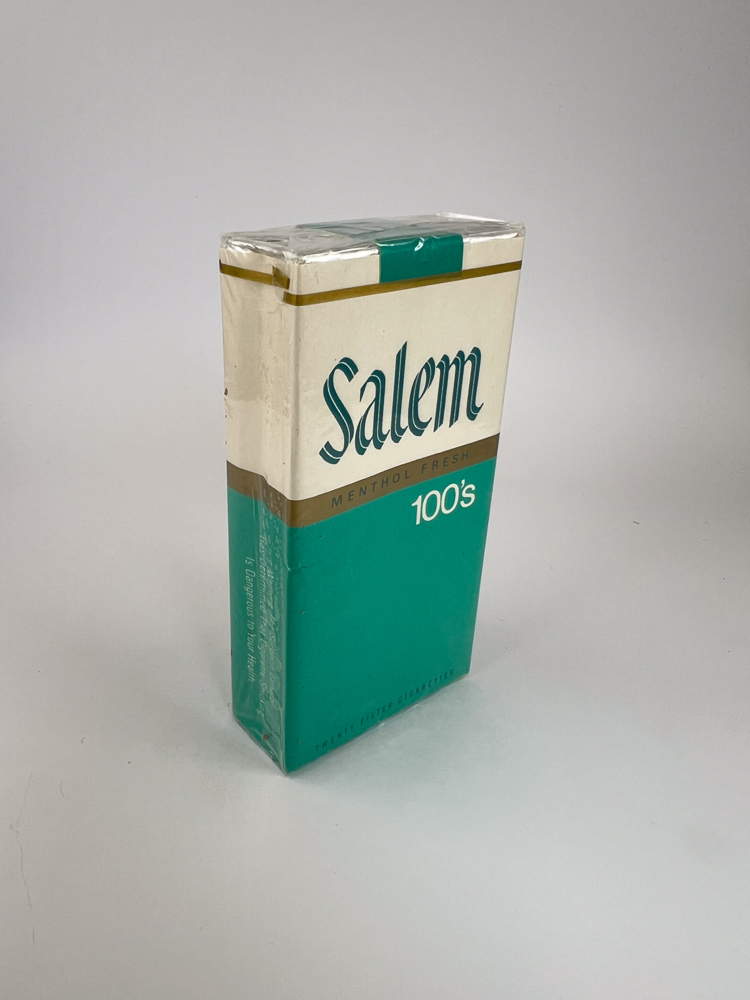 Salem
MENTHOL FRESH
100's
TWENTY FILTER CIGARETTES
Is Dangerous to Your Health